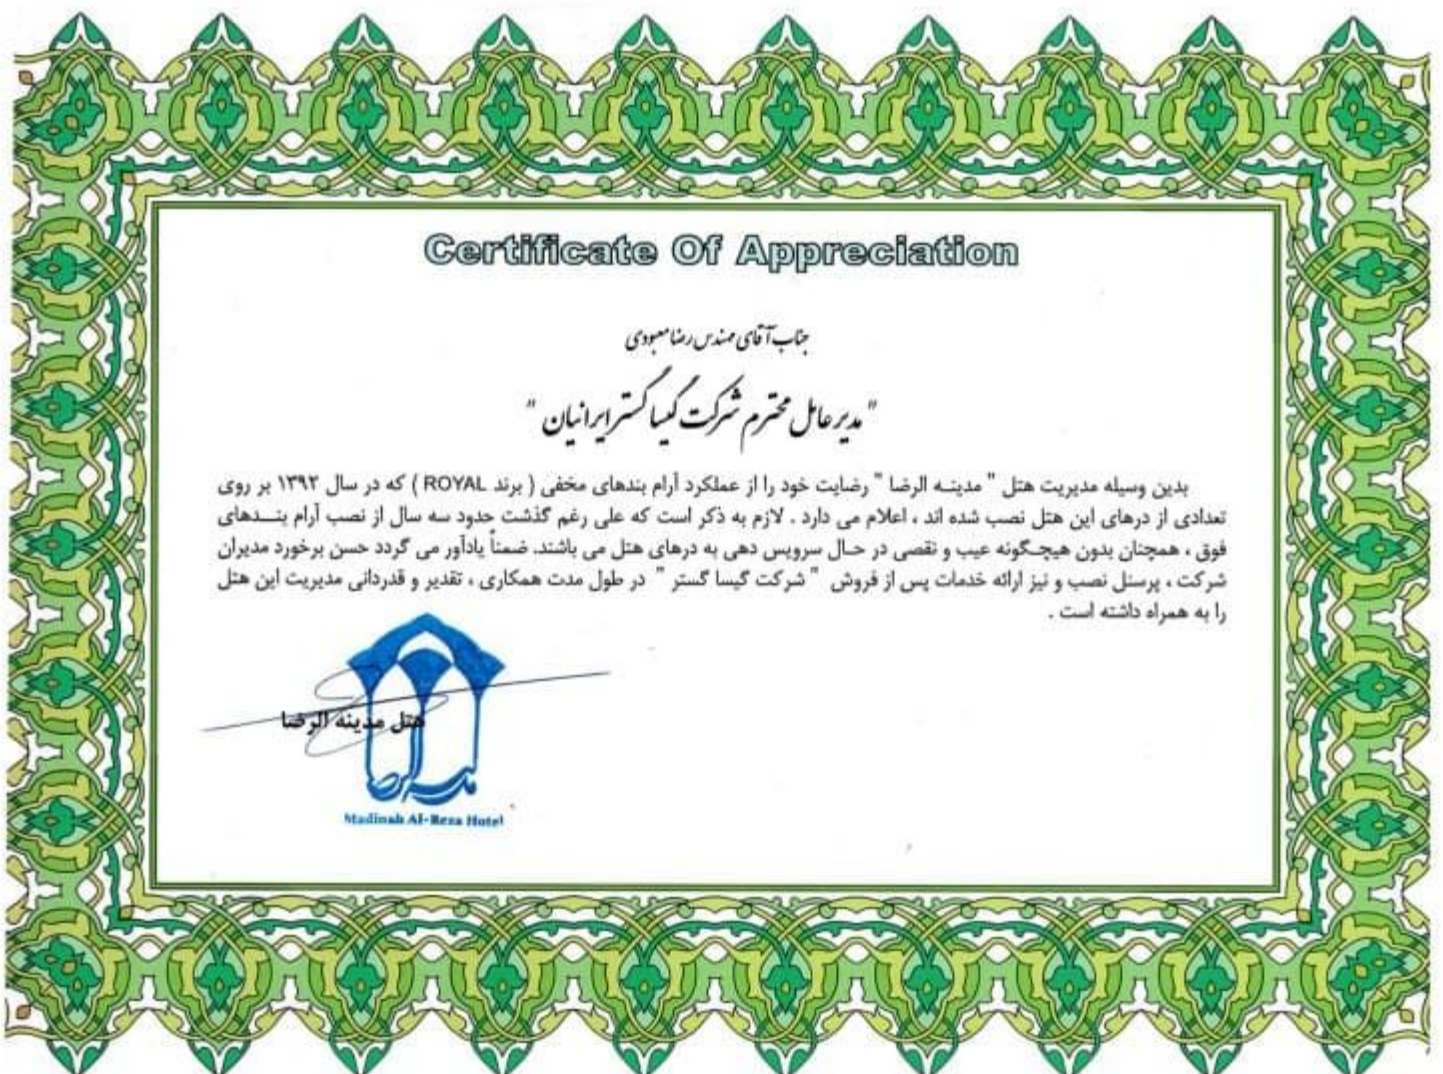 Certificate Of Appreciation
جناب آقای مهندس رضا معبودی
" مدیر عامل محترم شرکت گیسا گستر ایرانیان "
بدین وسیله مدیریت هتل " مدینـه الرضا " رضایت خود را از عملکرد آرام بندهای مخفی ( برند ROYAL ) که در سال ۱۳۹۲ بر روی
تعدادی از درهای این هتل نصب شده اند ، اعلام می دارد . لازم به ذکر است که علی رغم گذشت حدود سه سال از نصب آرام بنــدهای
فوق ، همچنان بدون هیچـگونه عیب و نقصی در حـال سرویس دهی به درهای هتل می باشند. ضمناً یادآور می گردد حسن برخورد مدیران
شرکت ، پرسنل نصب و نیز ارائه خدمات پس از فروش " شرکت گیسا گستر " در طول مدت همکاری ، تقدیر و قدردانی مدیریت این هتل
را به همراه داشته است .
هتل مدینه الرضا
مدینه الرضا
Madinah Al-Reza Hotel